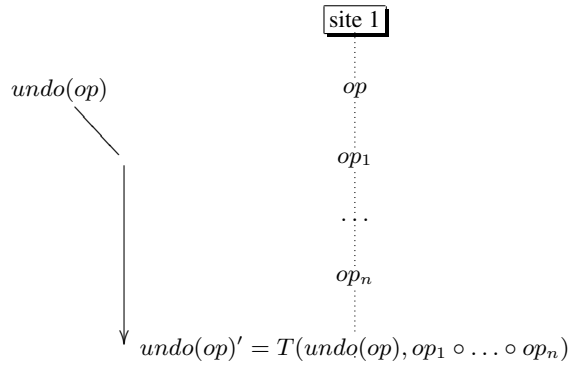 site 1
undo(op)
op
op₁
...
opₙ
undo(op)′ = T(undo(op), op₁ ∘ ... ∘ opₙ)